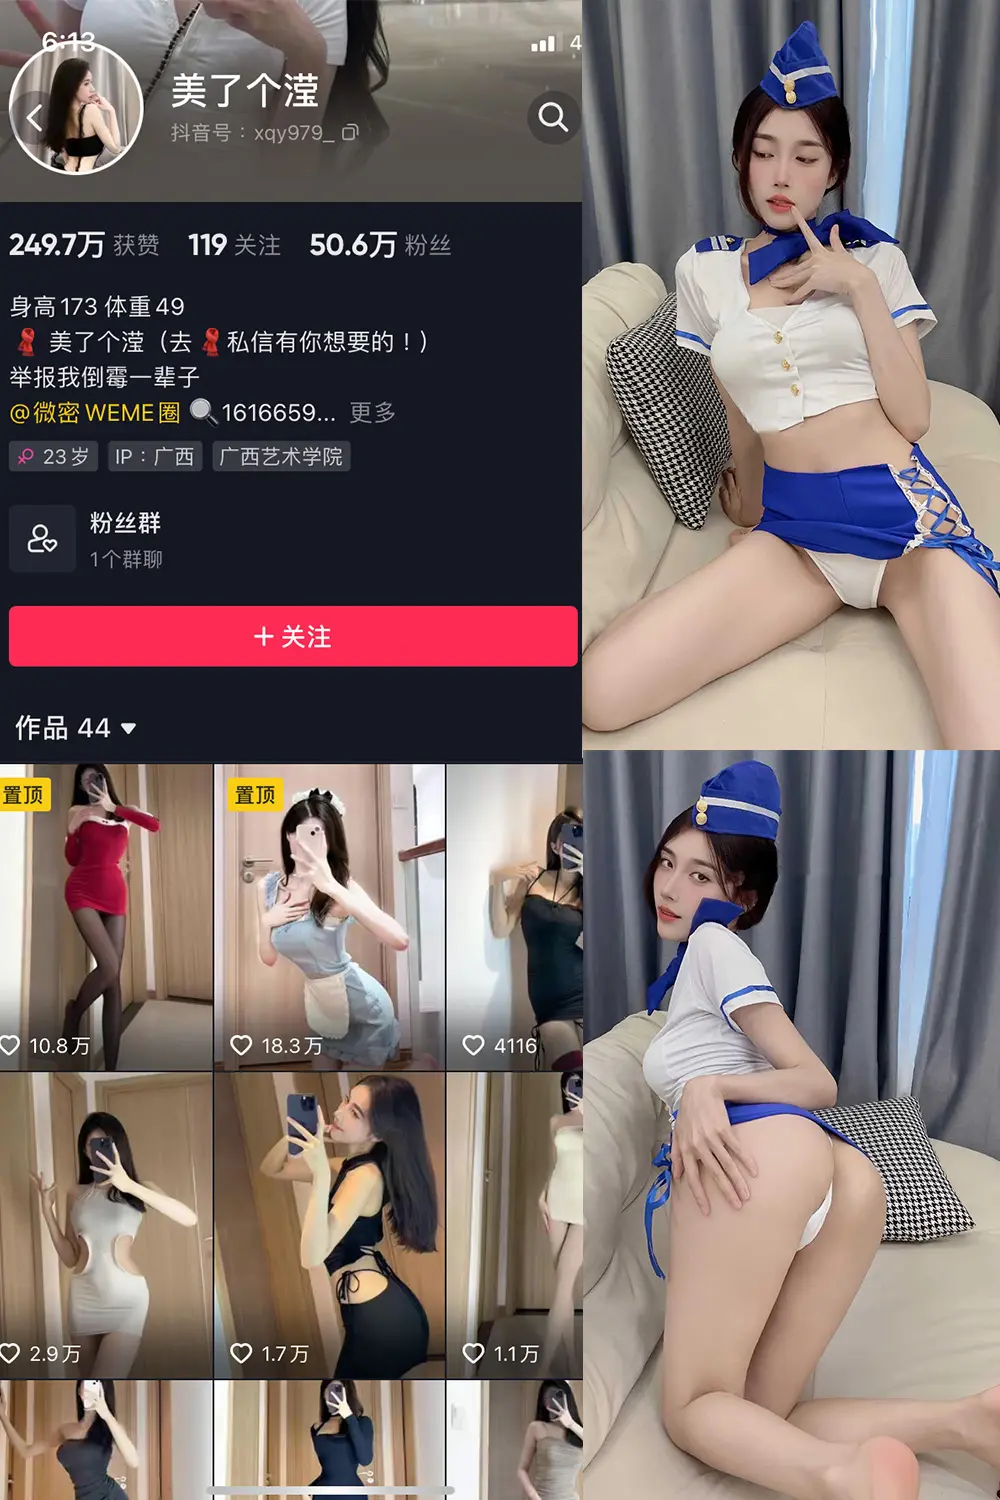 6:13
4
美了个滢
抖音号：xqy979_
249.7万 获赞 119 关注 50.6万 粉丝
身高173 体重49
美了个滢（去 私信有你想要的！）
举报我倒霉一辈子
@微密 WEME圈 1616659... 更多
23岁 IP：广西 广西艺术学院
粉丝群
1个群聊
+ 关注
作品 44
置顶 置顶
10.8万 18.3万 4116
2.9万 1.7万 1.1万